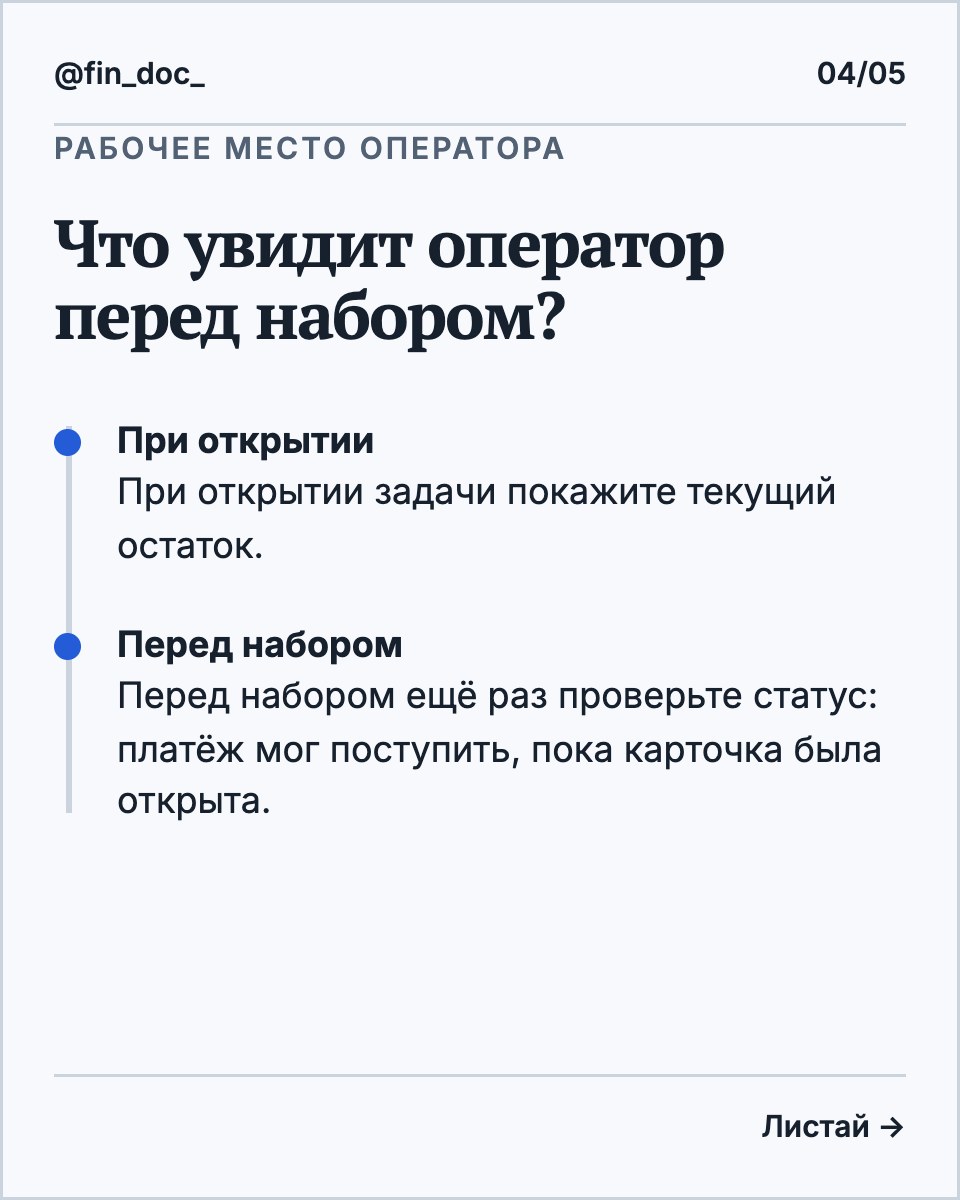 @fin_doc_
04/05
РАБОЧЕЕ МЕСТО ОПЕРАТОРА
Что увидит оператор
перед набором?
При открытии
При открытии задачи покажите текущий
остаток.
Перед набором
Перед набором ещё раз проверьте статус:
платёж мог поступить, пока карточка была
открыта.
Листай →